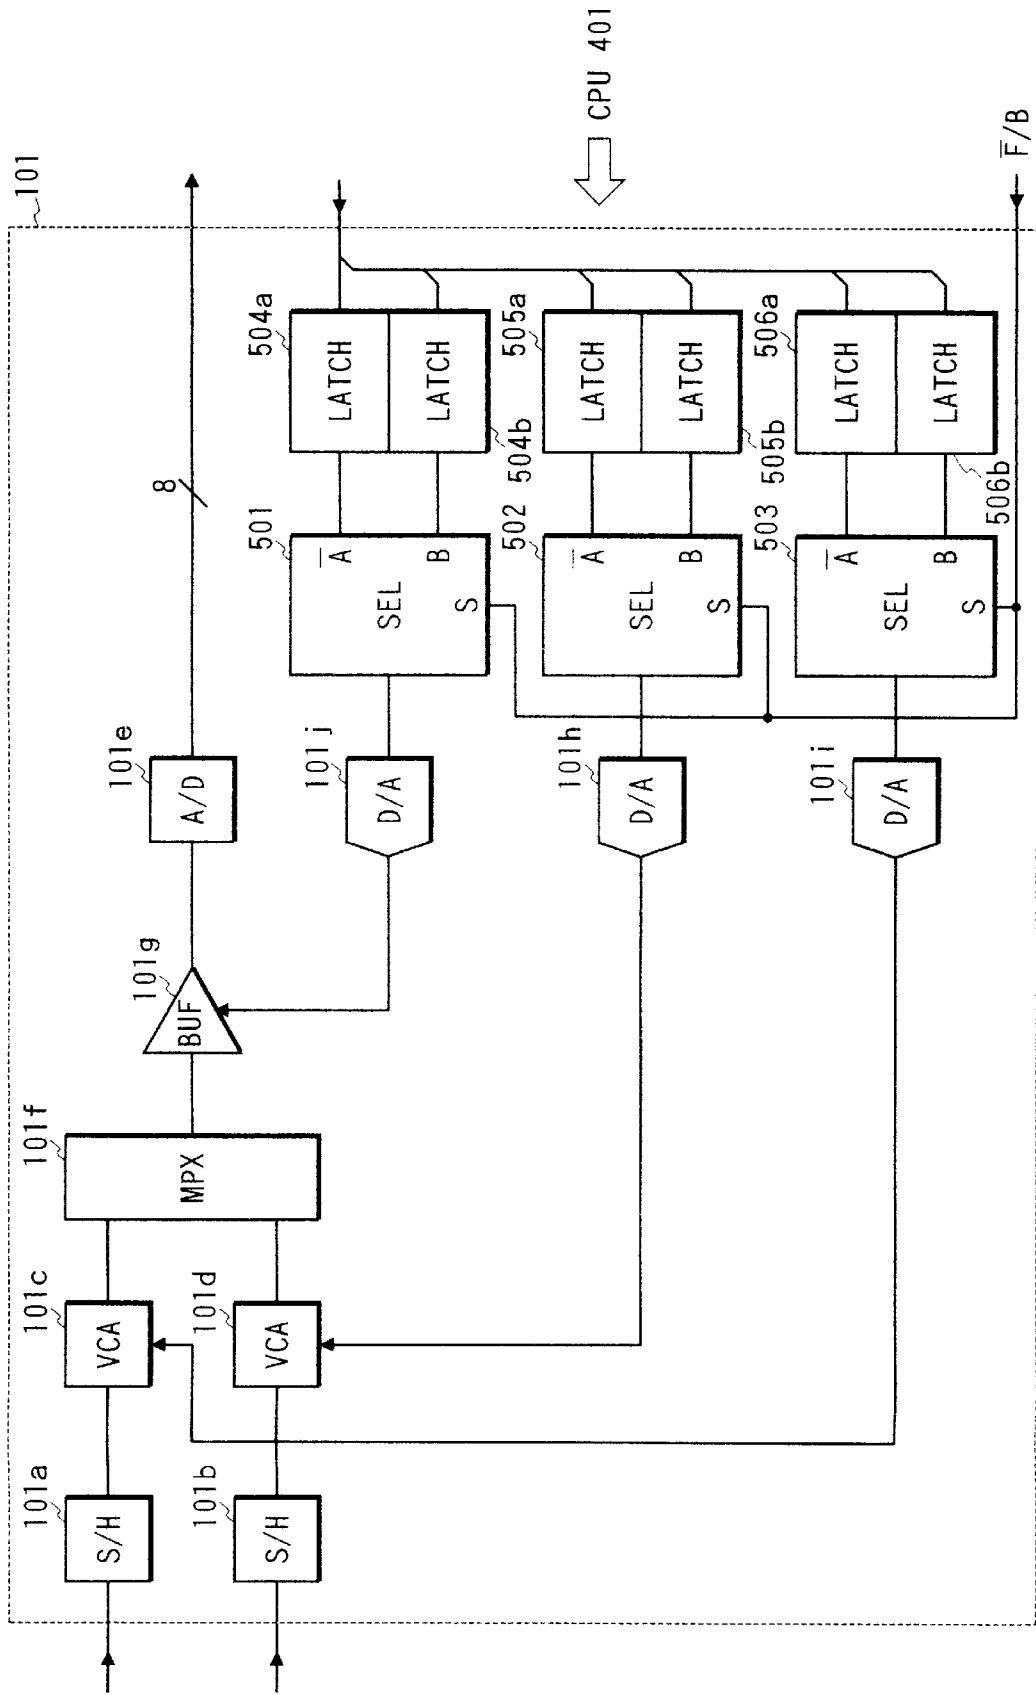 101
101a
S/H
101c
VCA
101f
MPX
101g
BUF
101e
A/D
8
101b
S/H
101d
VCA
101j
D/A
501
A̅
SEL
B
S
504a
LATCH
LATCH
504b
101h
D/A
502
A̅
SEL
B
S
505a
LATCH
LATCH
505b
CPU 401
101i
D/A
503
A̅
SEL
B
S
506a
LATCH
LATCH
506b
F̅/B